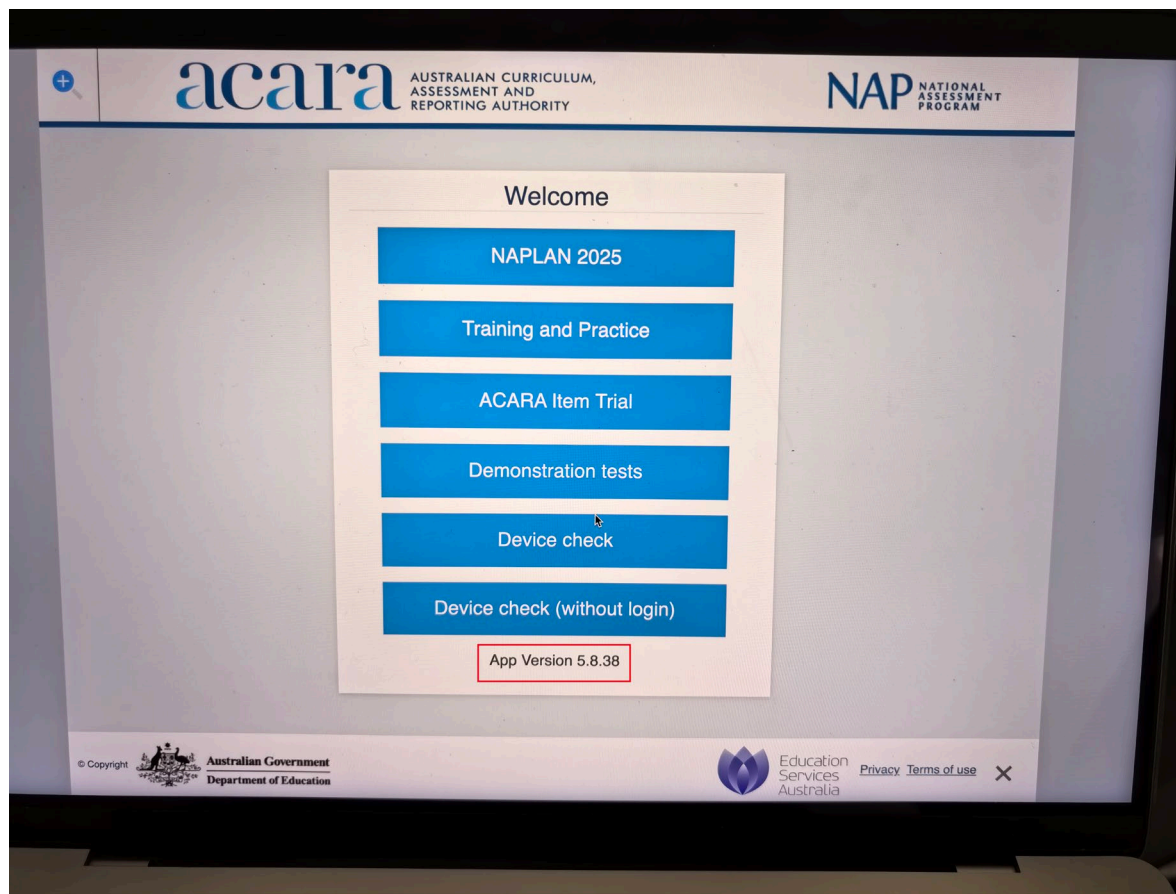 acara
AUSTRALIAN CURRICULUM,
ASSESSMENT AND
REPORTING AUTHORITY
NAP
NATIONAL
ASSESSMENT
PROGRAM
Welcome
NAPLAN 2025
Training and Practice
ACARA Item Trial
Demonstration tests
Device check
Device check (without login)
App Version 5.8.38
© Copyright
Australian Government
Department of Education
Education
Services
Australia
Privacy
Terms of use